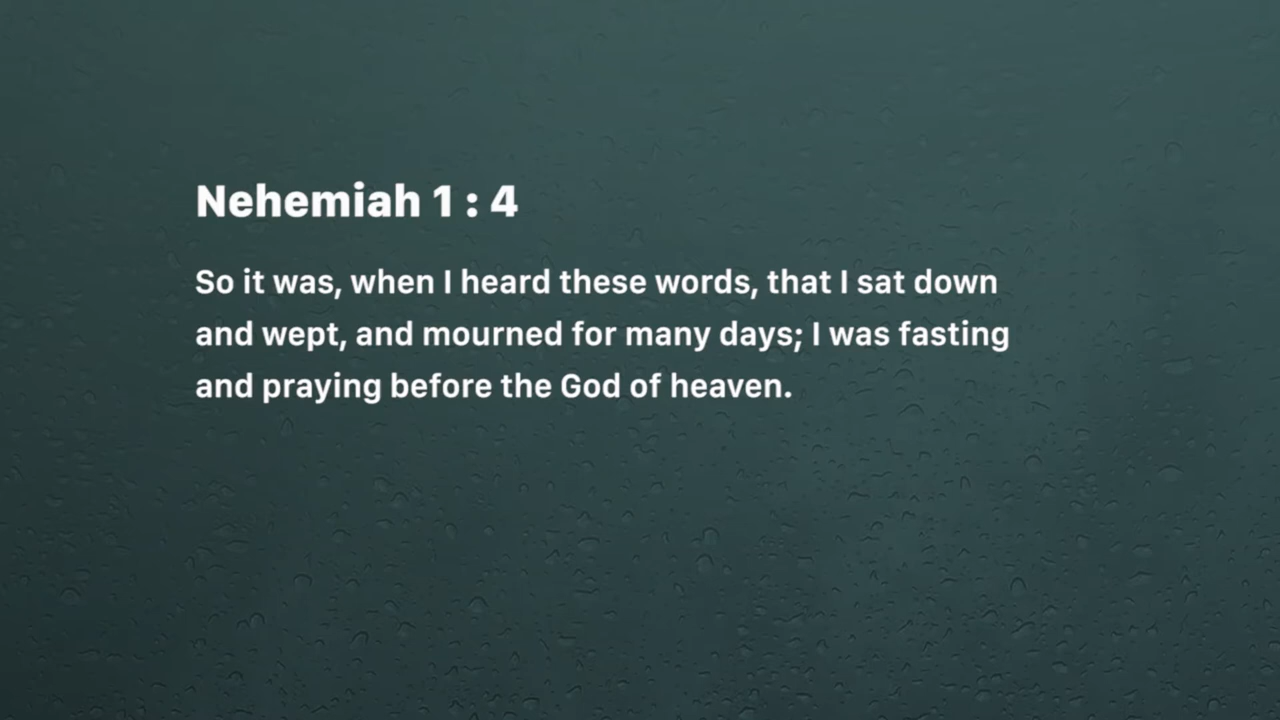 Nehemiah 1 : 4
So it was, when I heard these words, that I sat down
and wept, and mourned for many days; I was fasting
and praying before the God of heaven.